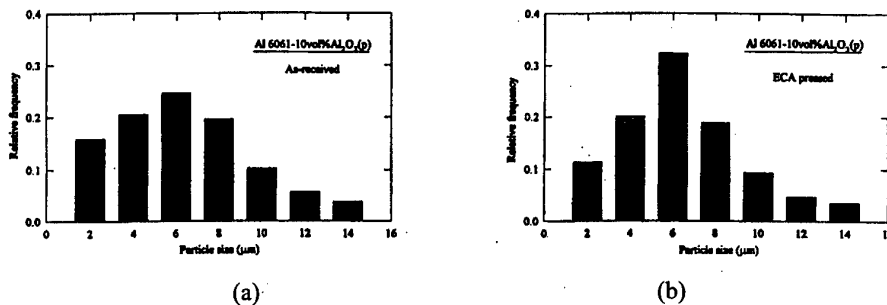 0.4
0.3
0.2
0.1
0.0
Relative frequency
Al 6061-10vol%Al₂O₃(p)
As-received
0 2 4 6 8 10 12 14 16
Particle size (μm)
(a)
0.4
0.3
0.2
0.1
0.0
Relative frequency
Al 6061-10vol%Al₂O₃(p)
ECA pressed
0 2 4 6 8 10 12 14
Particle size (μm)
(b)